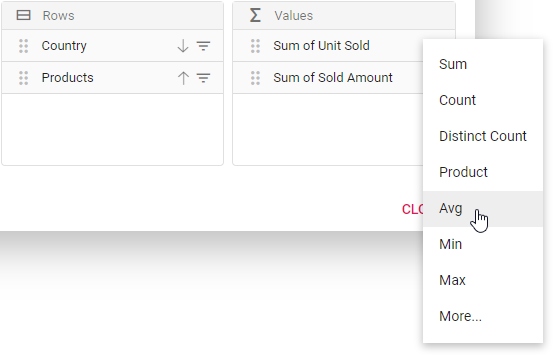 Rows
Country
Products
Σ Values
Sum of Unit Sold
Sum of Sold Amount
CLO
Sum
Count
Distinct Count
Product
Avg
Min
Max
More...